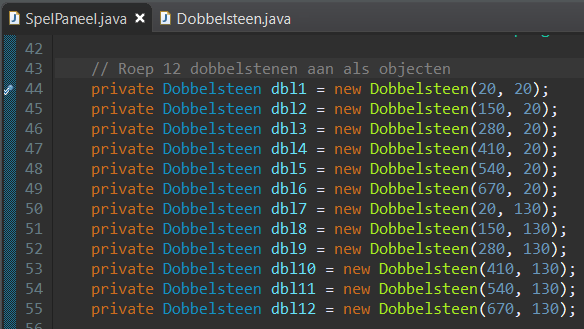 SpelPaneel.java Dobbelsteen.java
42
43 // Roep 12 dobbelstenen aan als objecten
44 private Dobbelsteen dbl1 = new Dobbelsteen(20, 20);
45 private Dobbelsteen dbl2 = new Dobbelsteen(150, 20);
46 private Dobbelsteen dbl3 = new Dobbelsteen(280, 20);
47 private Dobbelsteen dbl4 = new Dobbelsteen(410, 20);
48 private Dobbelsteen dbl5 = new Dobbelsteen(540, 20);
49 private Dobbelsteen dbl6 = new Dobbelsteen(670, 20);
50 private Dobbelsteen dbl7 = new Dobbelsteen(20, 130);
51 private Dobbelsteen dbl8 = new Dobbelsteen(150, 130);
52 private Dobbelsteen dbl9 = new Dobbelsteen(280, 130);
53 private Dobbelsteen dbl10 = new Dobbelsteen(410, 130);
54 private Dobbelsteen dbl11 = new Dobbelsteen(540, 130);
55 private Dobbelsteen dbl12 = new Dobbelsteen(670, 130);